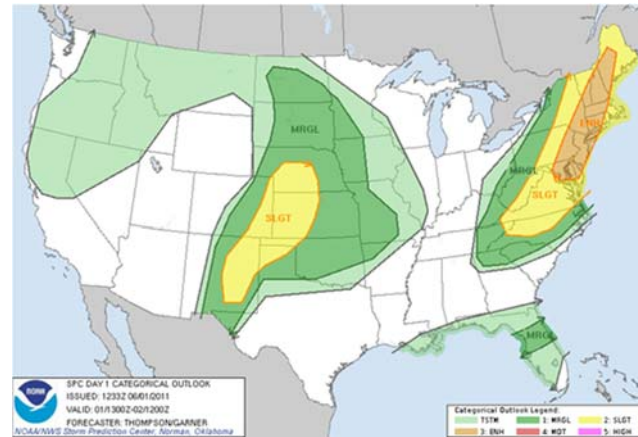 ENH
MRGL
MRGL
SLGT
SLGT
MRGL
NOAA
SPC DAY 1 CATEGORICAL OUTLOOK
ISSUED: 1233Z 06/01/2011
VALID: 01/1300Z-02/1200Z
FORECASTER: THOMPSON/GARNER
NOAA/NWS Storm Prediction Center, Norman, Oklahoma
Categorical Outlook Legend:
TSTM 1: MRGL 2: SLGT
3: ENH 4: MDT 5: HIGH